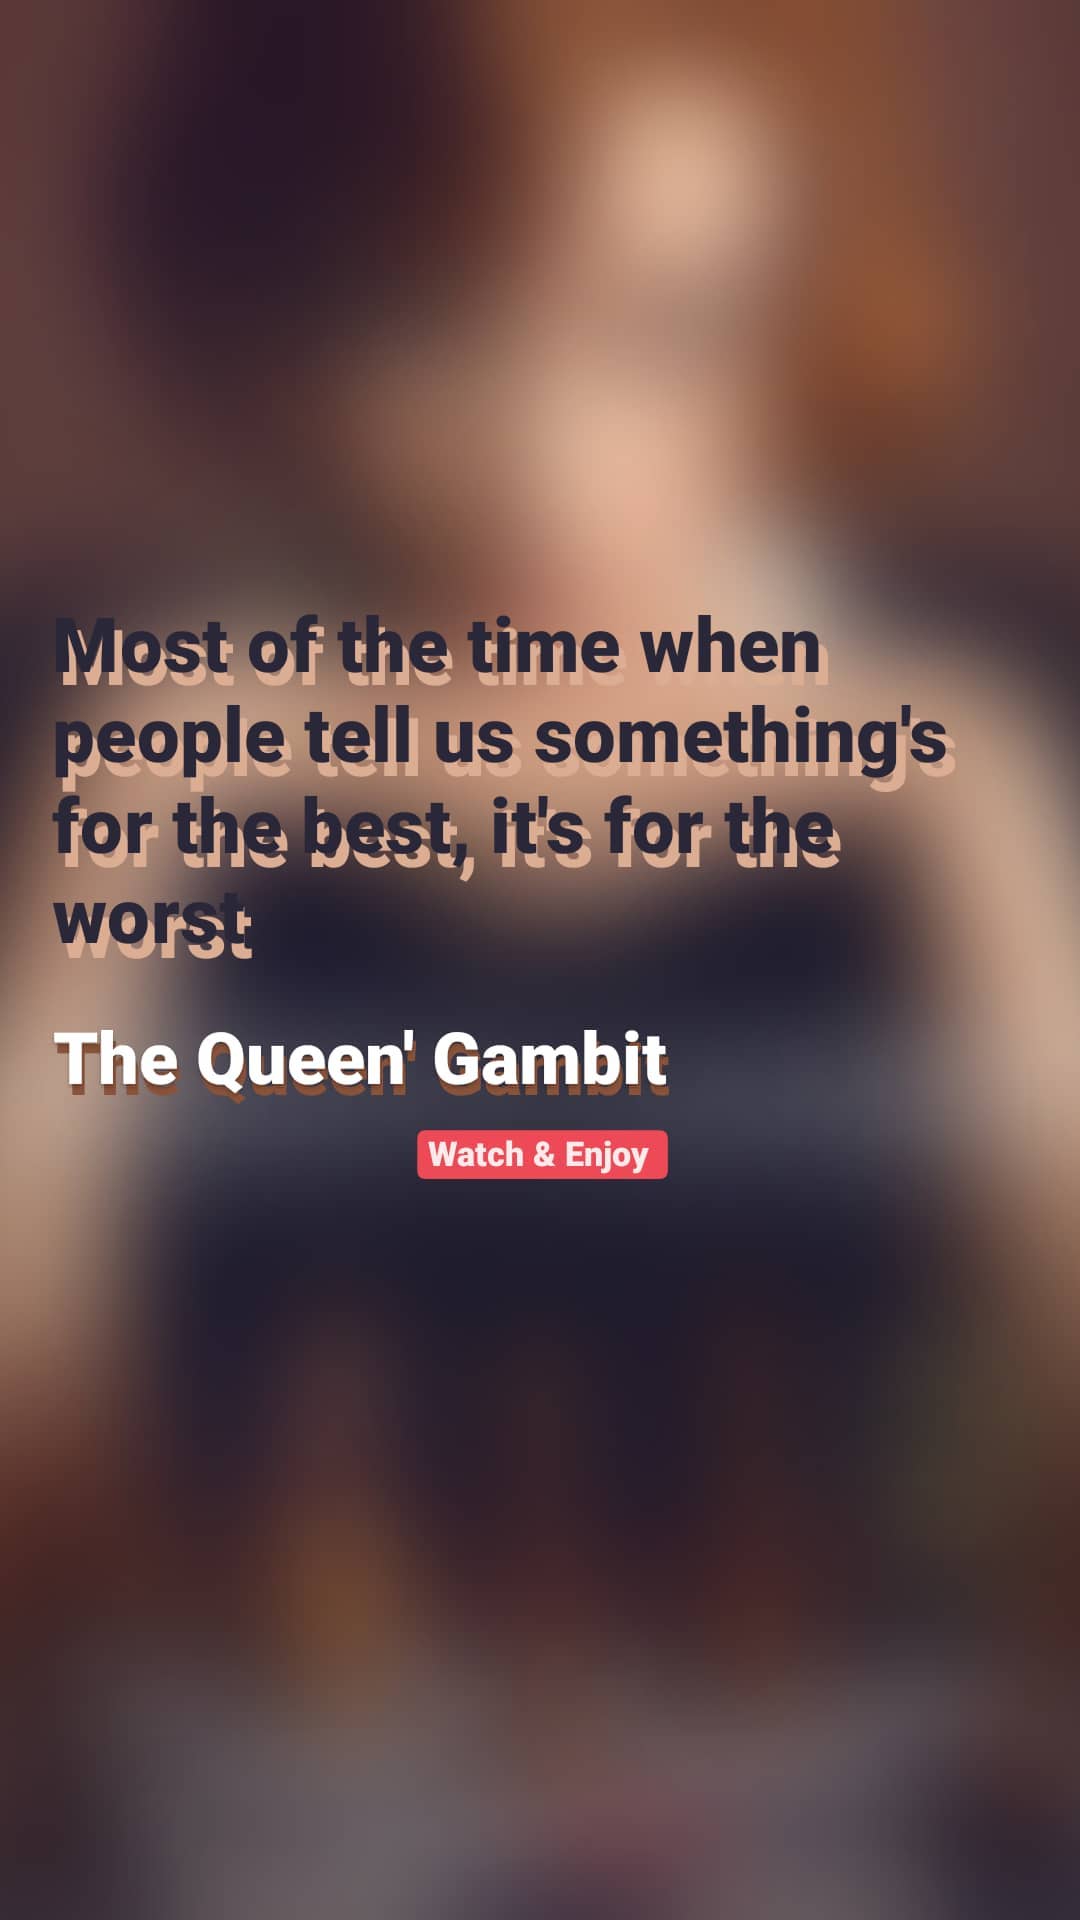 Most of the time when
people tell us something's
for the best, it's for the
worst
The Queen' Gambit
Watch & Enjoy